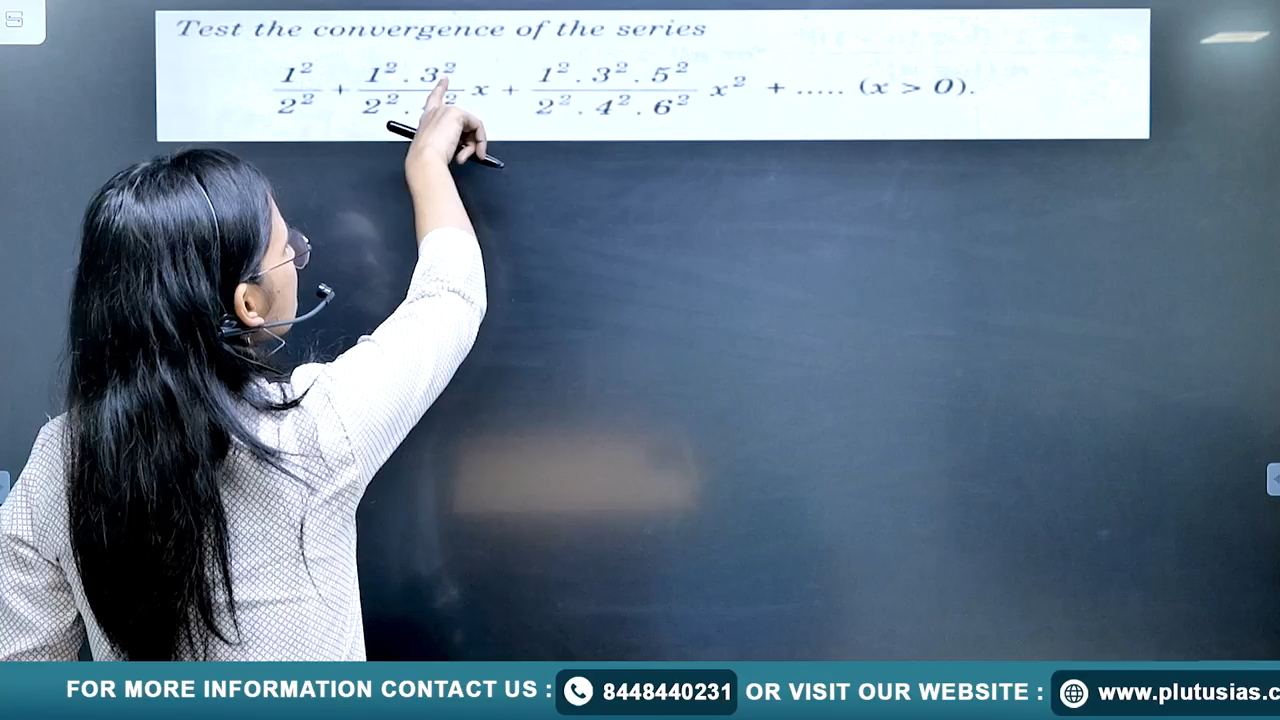 Test the convergence of the series
1²/2² + 1² . 3²/2² . 4² x + 1² . 3² . 5²/2² . 4² . 6² x² + ..... (x > 0).
FOR MORE INFORMATION CONTACT US : 8448440231 OR VISIT OUR WEBSITE : www.plutusias.c